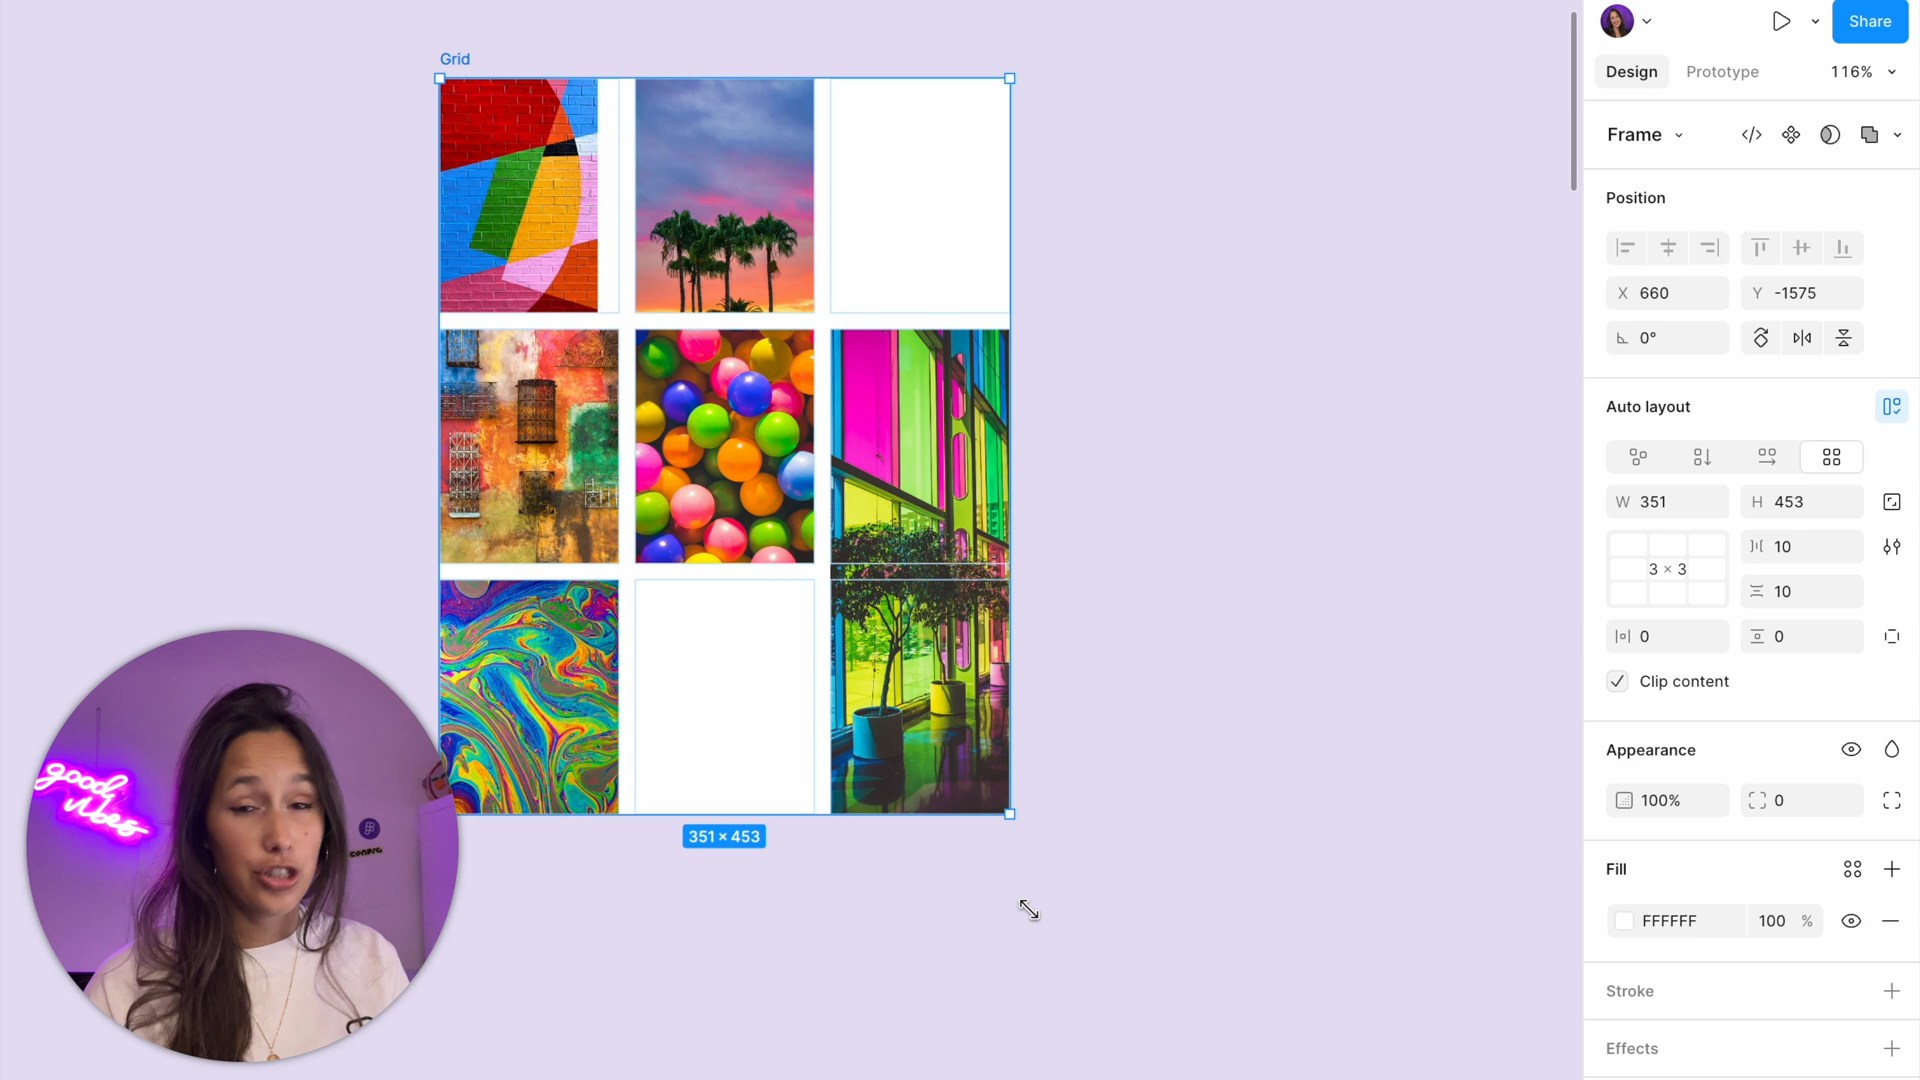 Grid
351 × 453
good
vibes
CONFIG
Share
Design
Prototype
116%
Frame
Position
X 660
Y -1575
0°
Auto layout
W 351
H 453
3 × 3
10
10
0
0
Clip content
Appearance
100%
0
Fill
FFFFFF
100 %
Stroke
Effects